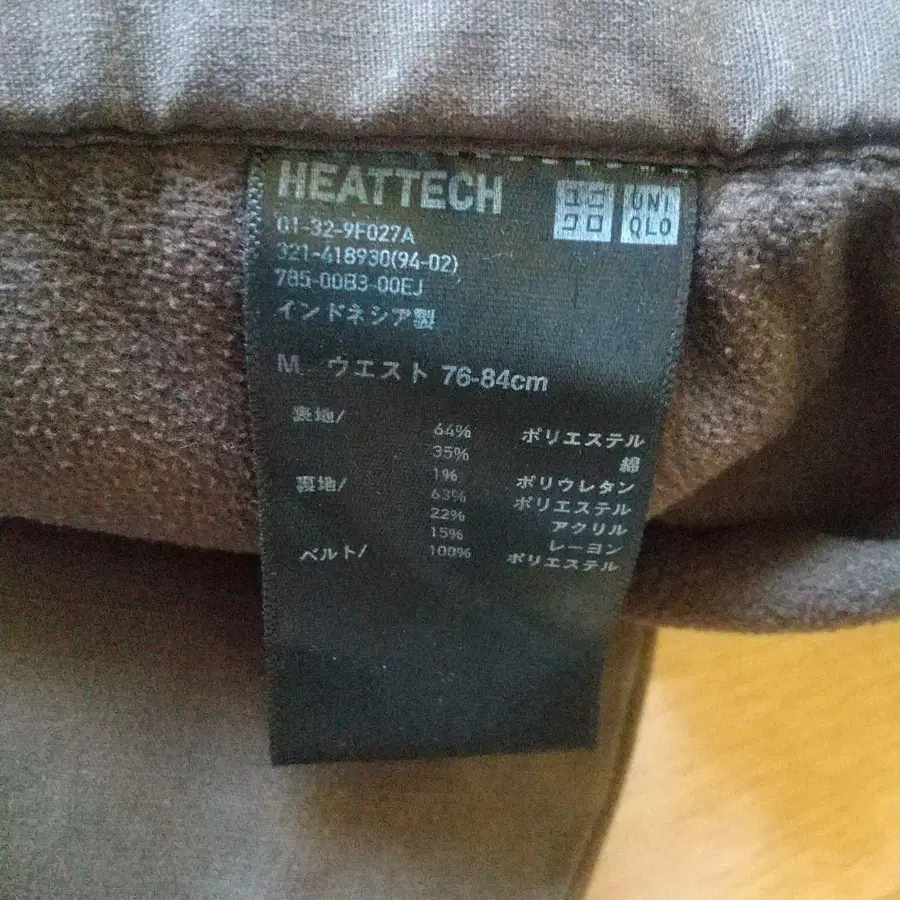 HEATTECH
ユニクロ UNIQLO
01-32-9F027A
321-418930(94-02)
785-00B3-00EJ
インドネシア製
M ウエスト 76-84cm
表地/
64% ポリエステル
35% 綿
1% ポリウレタン
裏地/ 63% ポリエステル
22% アクリル
15% レーヨン
ベルト/ 100% ポリエステル